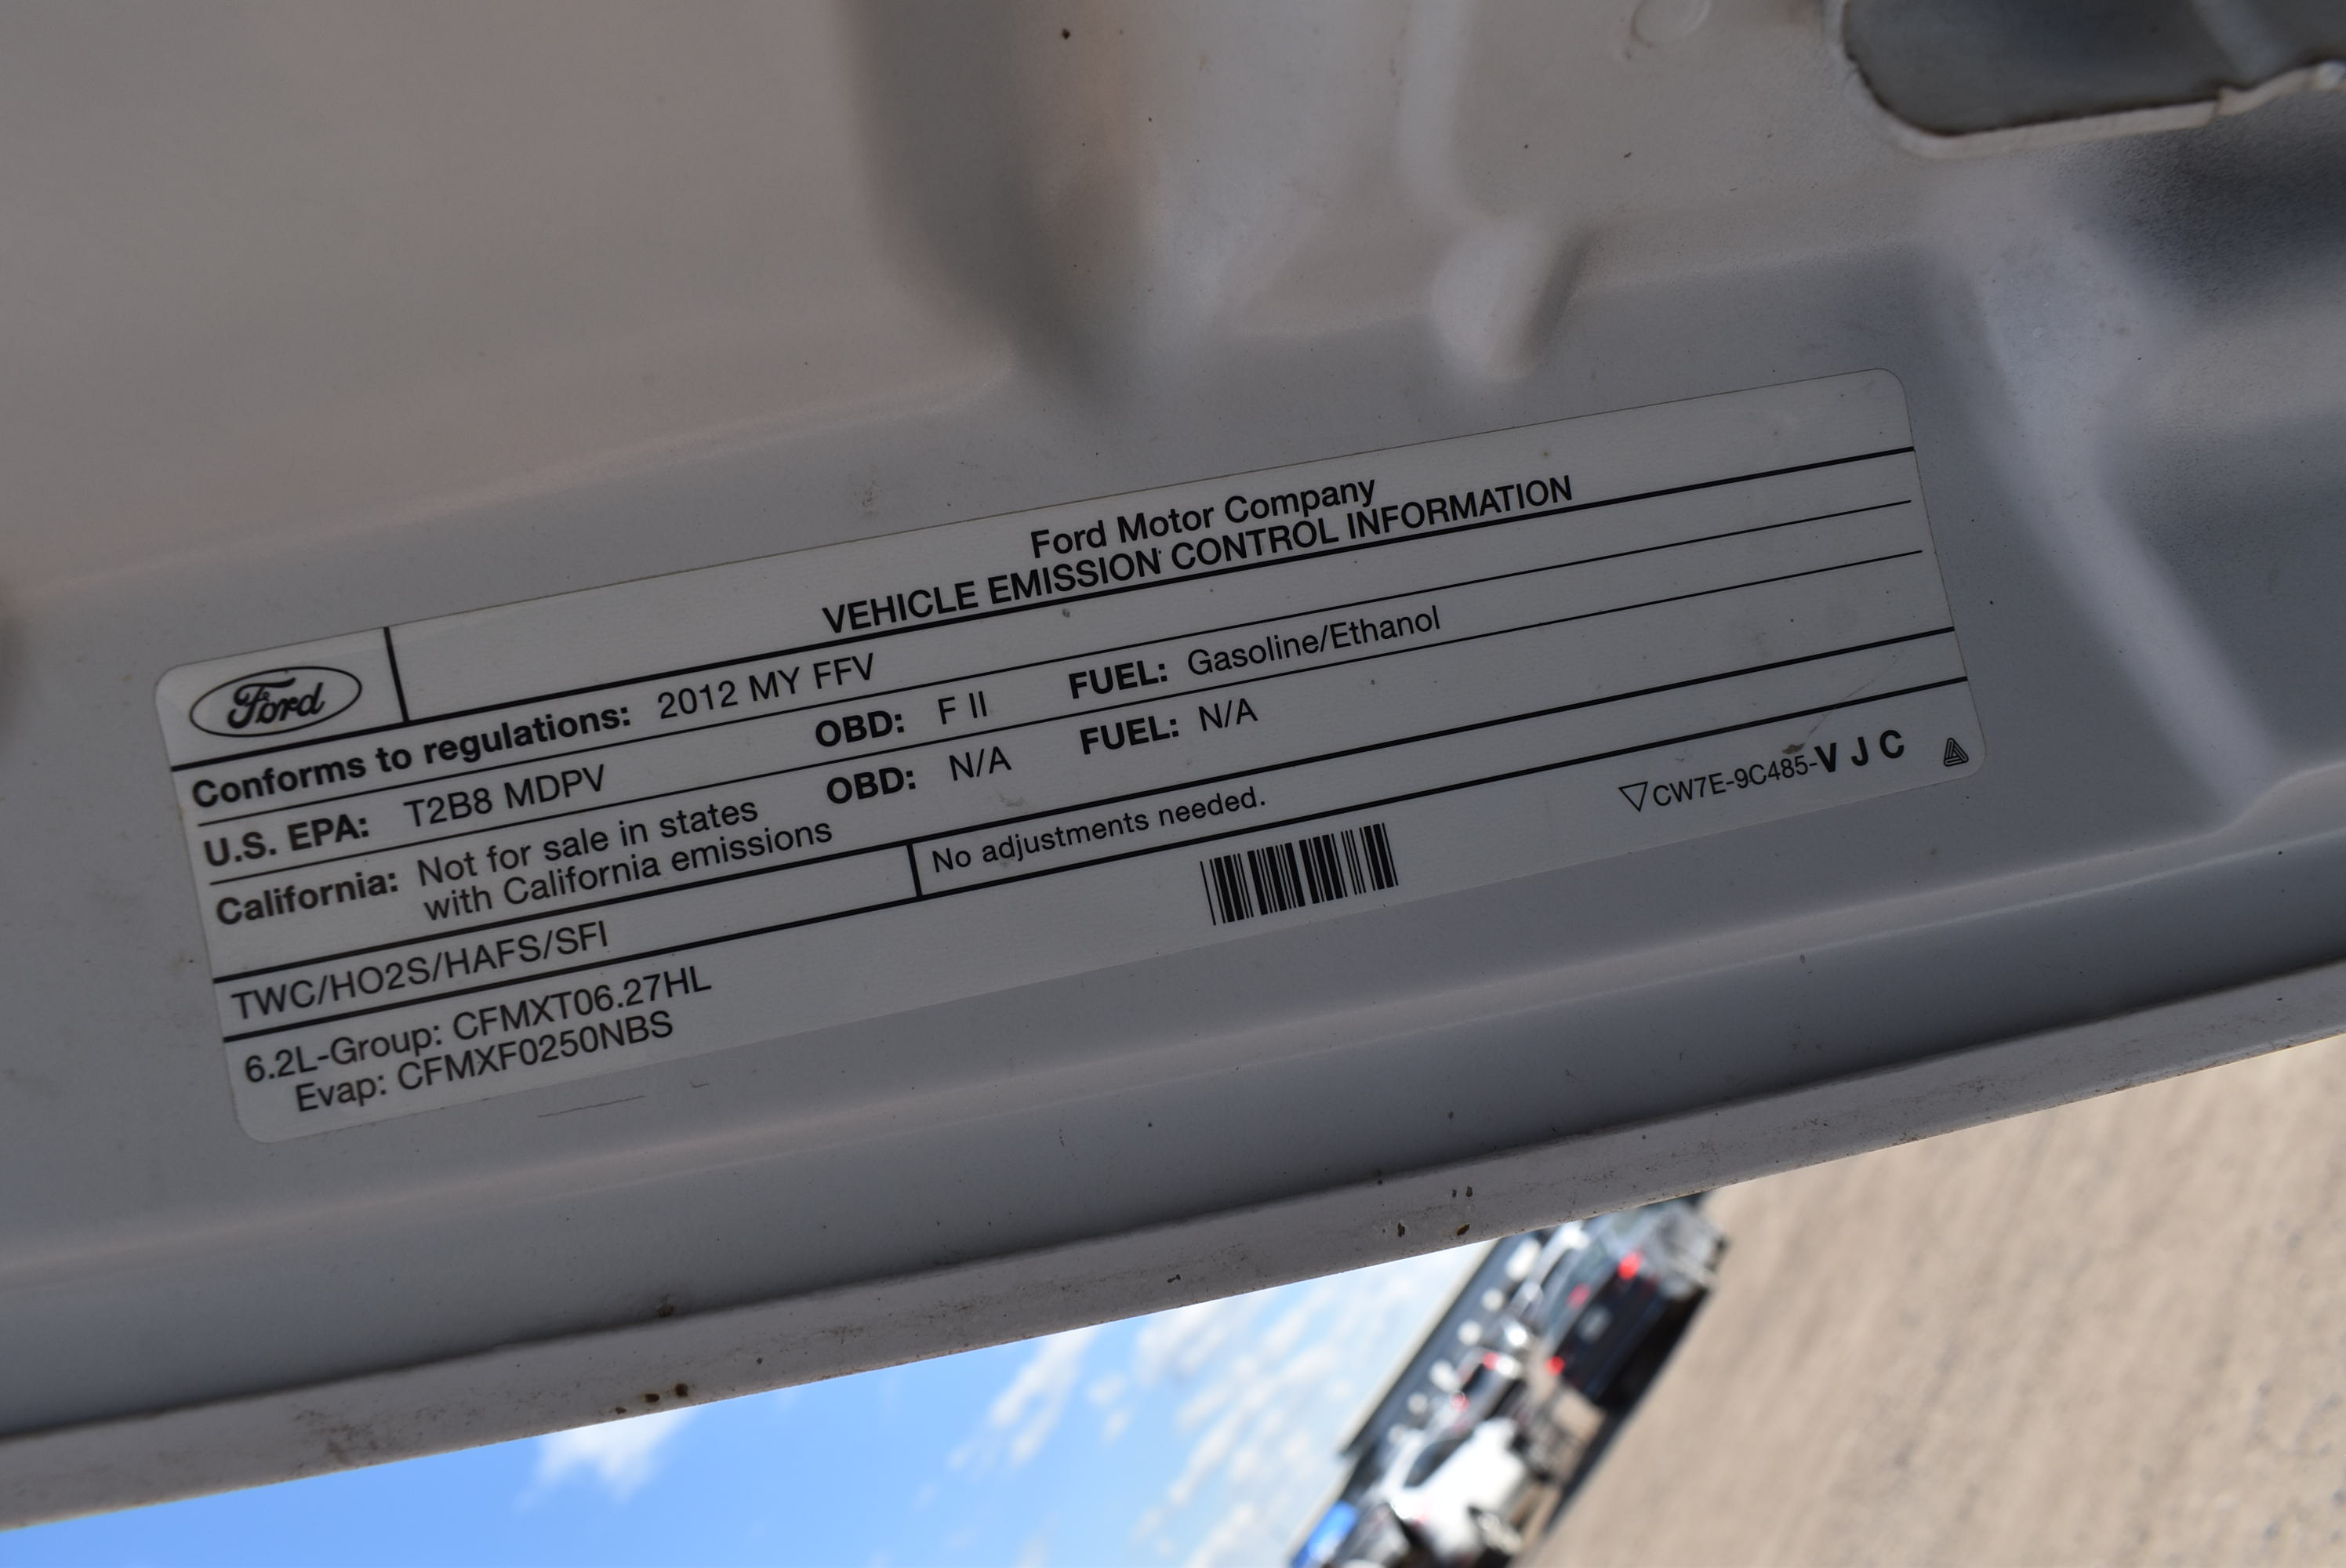 Ford Motor Company
VEHICLE EMISSION CONTROL INFORMATION
Ford
Conforms to regulations: 2012 MY FFV
U.S. EPA: T2B8 MDPV OBD: F II FUEL: Gasoline/Ethanol
California: Not for sale in states
with California emissions OBD: N/A FUEL: N/A
TWC/HO2S/HAFS/SFI No adjustments needed.
6.2L-Group: CFMXT06.27HL
Evap: CFMXF0250NBS
▽CW7E-9C485-V J C